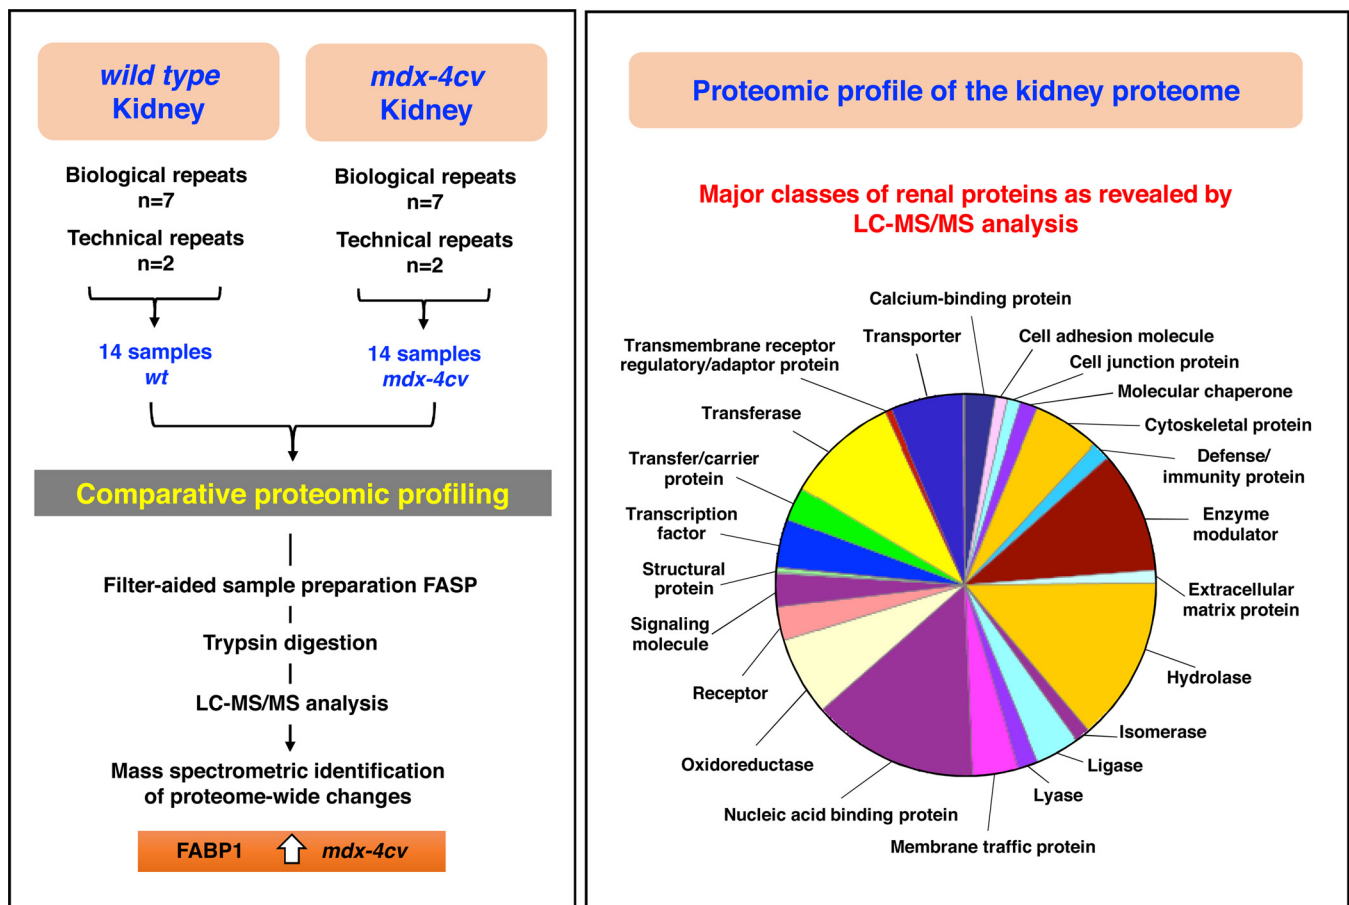 wild type
Kidney
mdx-4cv
Kidney
Biological repeats
n=7
Biological repeats
n=7
Technical repeats
n=2
Technical repeats
n=2
14 samples
wt
14 samples
mdx-4cv
Comparative proteomic profiling
Filter-aided sample preparation FASP
Trypsin digestion
LC-MS/MS analysis
Mass spectrometric identification
of proteome-wide changes
FABP1 mdx-4cv
Proteomic profile of the kidney proteome
Major classes of renal proteins as revealed by
LC-MS/MS analysis
Calcium-binding protein
Cell adhesion molecule
Cell junction protein
Molecular chaperone
Cytoskeletal protein
Defense/
immunity protein
Enzyme
modulator
Extracellular
matrix protein
Hydrolase
Isomerase
Ligase
Lyase
Membrane traffic protein
Nucleic acid binding protein
Oxidoreductase
Receptor
Signaling
molecule
Structural
protein
Transcription
factor
Transfer/carrier
protein
Transferase
Transmembrane receptor
regulatory/adaptor protein
Transporter